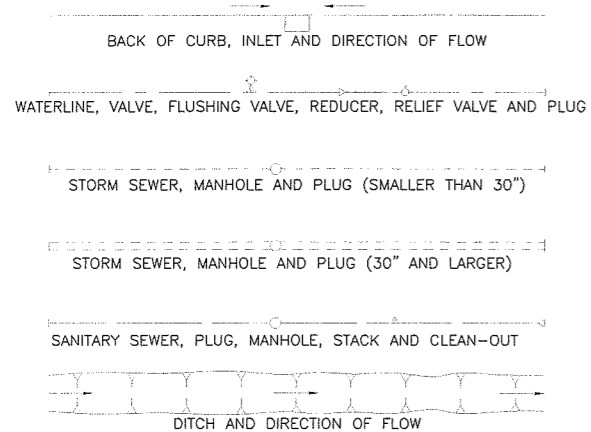 BACK OF CURB, INLET AND DIRECTION OF FLOW
WATERLINE, VALVE, FLUSHING VALVE, REDUCER, RELIEF VALVE AND PLUG
STORM SEWER, MANHOLE AND PLUG (SMALLER THAN 30")
STORM SEWER, MANHOLE AND PLUG (30" AND LARGER)
SANITARY SEWER, PLUG, MANHOLE, STACK AND CLEAN-OUT
DITCH AND DIRECTION OF FLOW